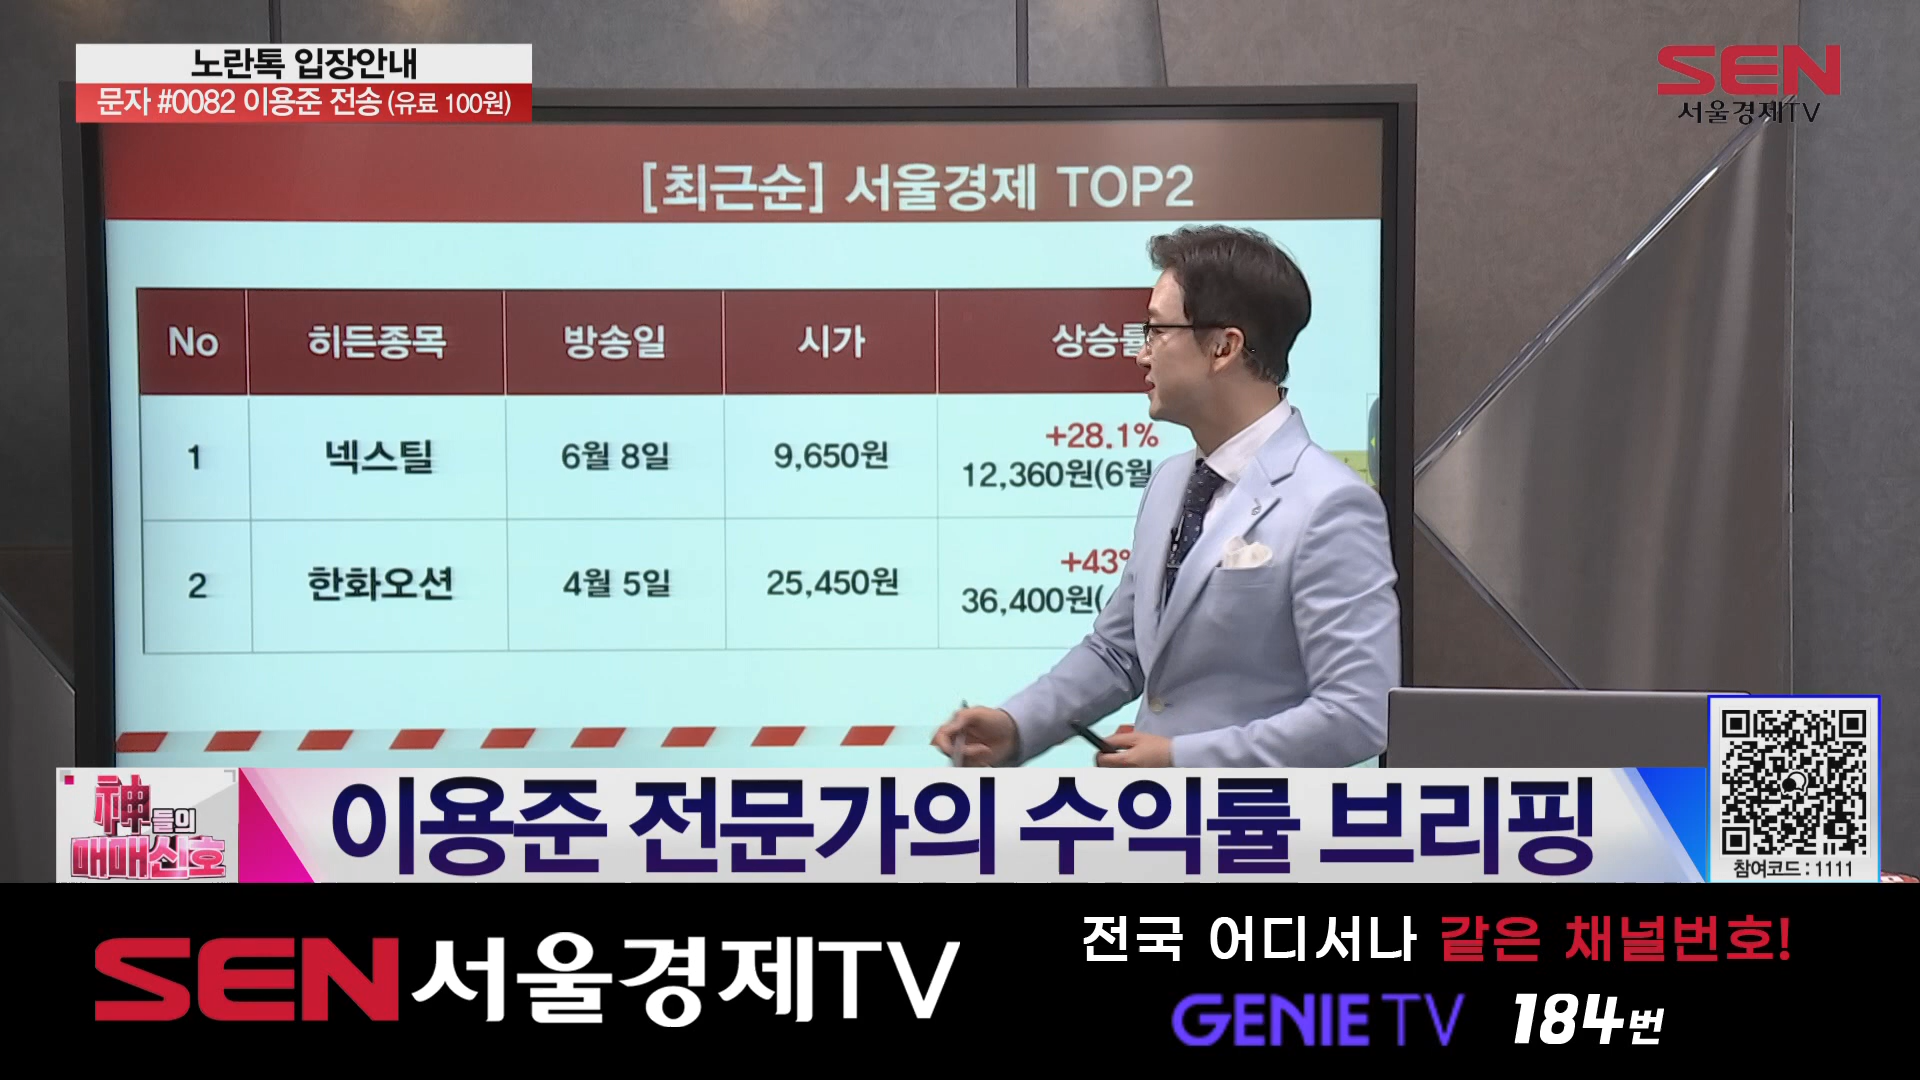 노란톡 입장안내
문자 #0082 이용준 전송 (유료 100원)
SEN
서울경제TV
[최근순] 서울경제 TOP2
No 히든종목 방송일 시가 상승률
1 넥스틸 6월 8일 9,650원 +28.1%
12,360원(6월
2 한화오션 4월 5일 25,450원 +43%
36,400원(
神들의
매매신호
이용준 전문가의 수익률 브리핑
참여코드 : 1111
SEN서울경제TV
전국 어디서나 같은 채널번호!
GENIE TV 184번